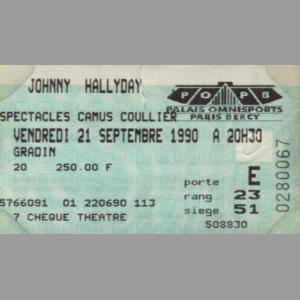 JOHNNY HALLYDAY
POPB
PALAIS OMNISPORTS
PARIS BERCY
SPECTACLES CAMUS COULLIER
VENDREDI 21 SEPTEMBRE 1990 A 20H30
GRADIN
20 250.00 F
porte E
rang 23
5766091 01 220690 113
siege 51
7 CHEQUE THEATRE
508830
0280067